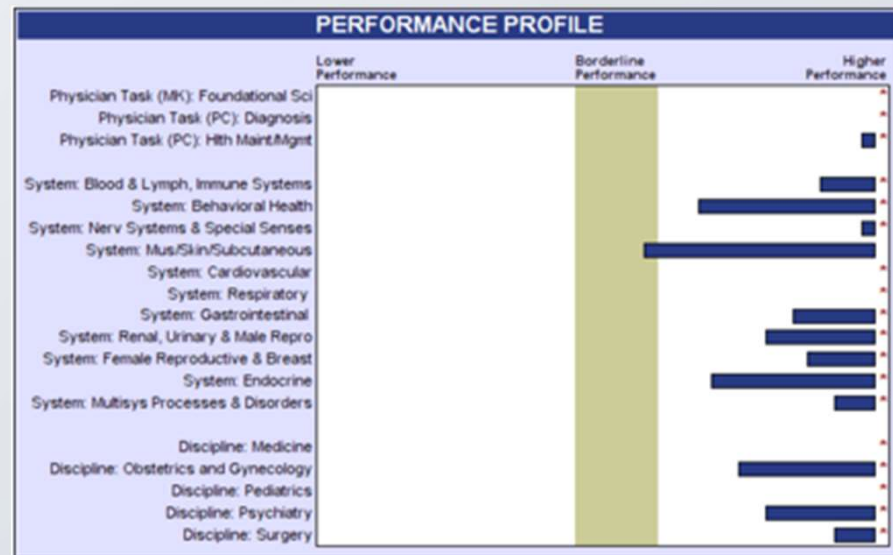 PERFORMANCE PROFILE
Lower Performance
Borderline Performance
Higher Performance
Physician Task (MK): Foundational Sci
Physician Task (PC): Diagnosis
Physician Task (PC): Hlth Maint/Mgmt
System: Blood & Lymph, Immune Systems
System: Behavioral Health
System: Nerv Systems & Special Senses
System: Mus/Skin/Subcutaneous
System: Cardiovascular
System: Respiratory
System: Gastrointestinal
System: Renal, Urinary & Male Repro
System: Female Reproductive & Breast
System: Endocrine
System: Multisys Processes & Disorders
Discipline: Medicine
Discipline: Obstetrics and Gynecology
Discipline: Pediatrics
Discipline: Psychiatry
Discipline: Surgery